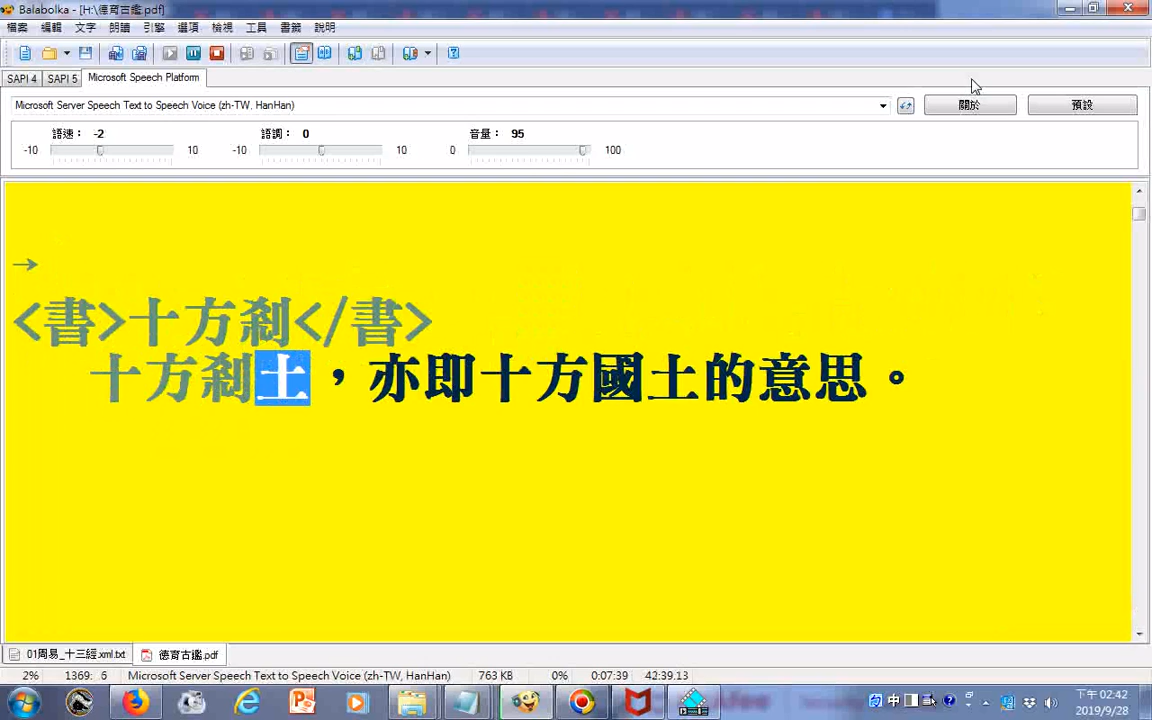 Balabolka - [H:\德育古鑑.pdf]
檔案 編輯 文字 朗讀 引擎 選項 檢視 工具 書籤 說明
SAPI 4 SAPI 5 Microsoft Speech Platform
Microsoft Server Speech Text to Speech Voice (zh-TW, HanHan) 關於 預設
語速： -2 語調： 0 音量： 95
-10 10 -10 10 0 100
→
<書>十方剎</書>
十方剎土，亦即十方國土的意思。
01周易_十三經.xml.txt 德育古鑑.pdf
2% 1369: 6 Microsoft Server Speech Text to Speech Voice (zh-TW, HanHan) 763 KB 0% 0:07:39 42:39.13
中 下午 02:42
2019/9/28